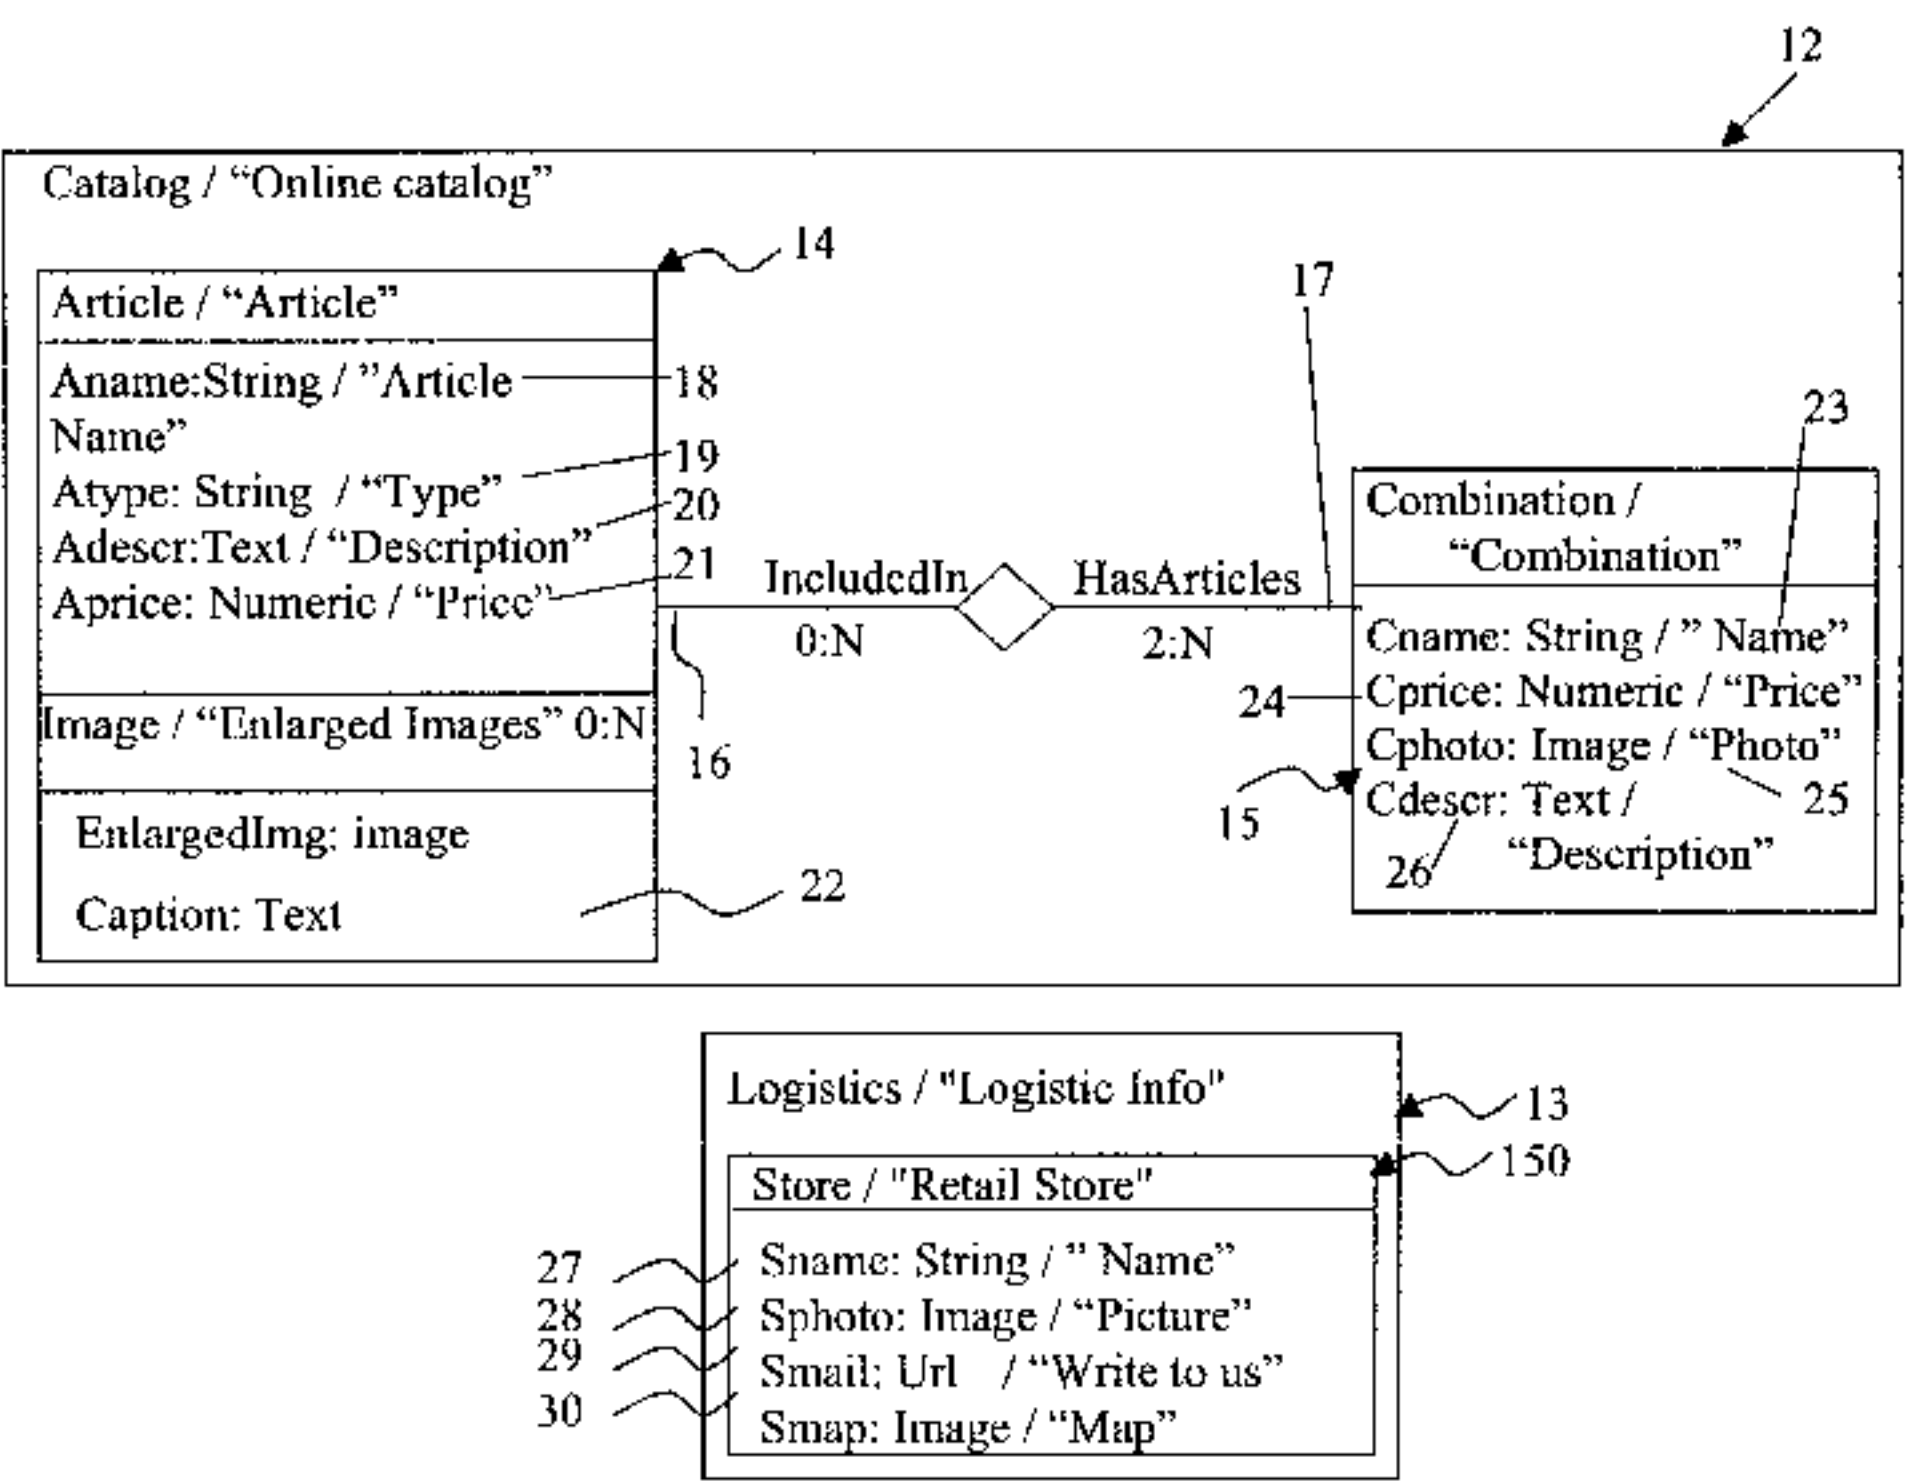 12
Catalog / “Online catalog”
14
Article / “Article”
17
Aname:String / ”Article
18
Name”
23
19
Atype: String / “Type”
20
Adescr:Text / “Description”
21
Aprice: Numeric / “Price”
IncludedIn
HasArticles
0:N
2:N
16
Combination /
“Combination”
Cname: String / ” Name”
24
Cprice: Numeric / “Price”
Cphoto: Image / “Photo”
15
25
Cdescr: Text /
26
“Description”
Image / “Enlarged Images” 0:N
EnlargedImg: image
22
Caption: Text
Logistics / "Logistic Info"
13
150
Store / "Retail Store"
27
Sname: String / ” Name”
28
Sphoto: Image / “Picture”
29
Smail: Url / “Write to us”
30
Smap: Image / “Map”